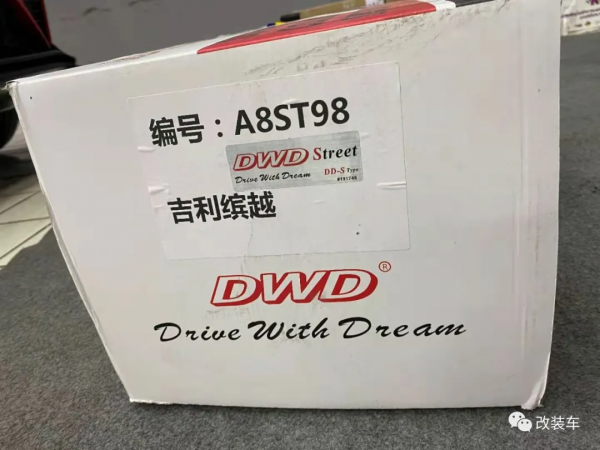 编号：A8ST98
DWD Street
Drive With Dream DD-S Type
吉利缤越
DWD®
Drive With Dream
改装车